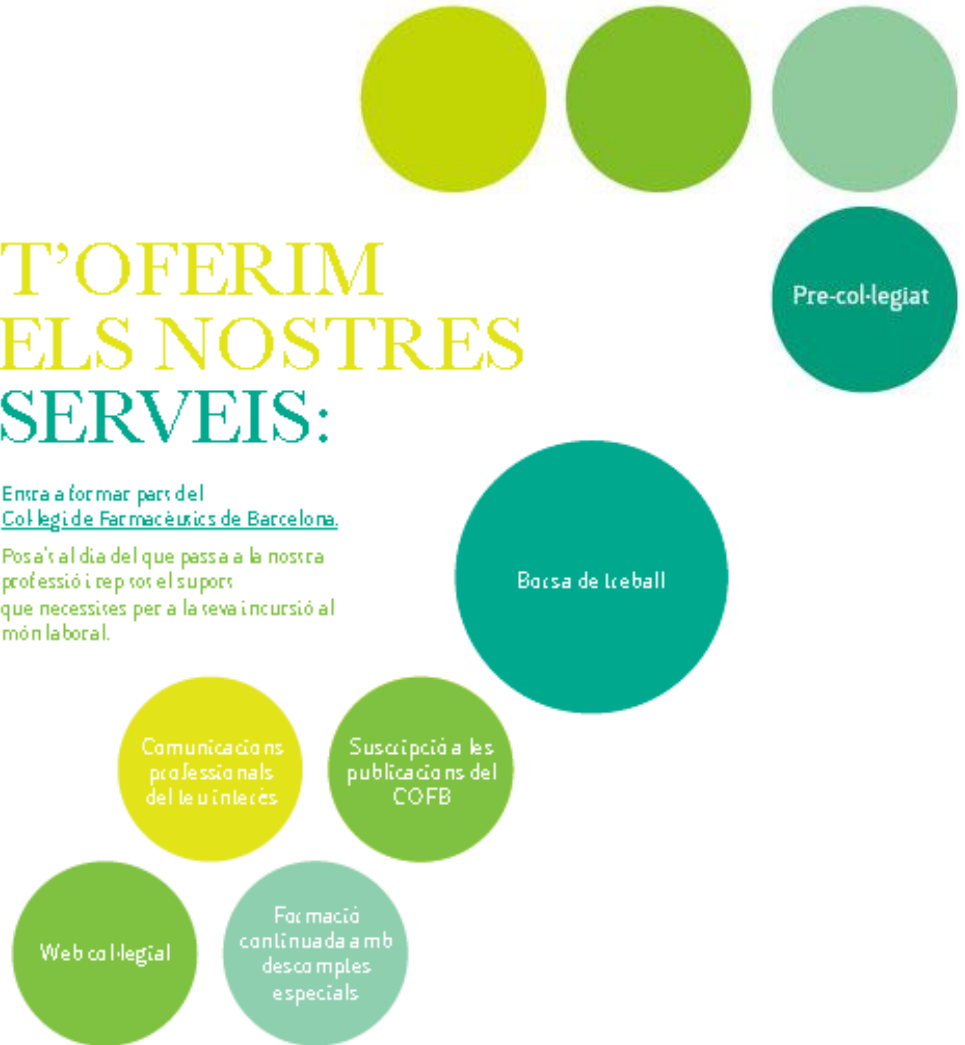 Pre-col·legiat
T'OFERIM
ELS NOSTRES
SERVEIS:
Entra a formar part del
Col·legi de Farmacèutics de Barcelona.
Posa't al dia del que passa a la nostra
professió i rep tot el suport
que necessites per a la teva incursió al
món laboral.
Borsa de treball
Comunicacions
professionals
del teu interès
Suscripció a les
publicacions del
COFB
Web col·legial
Formació
continuada amb
descomptes
especials